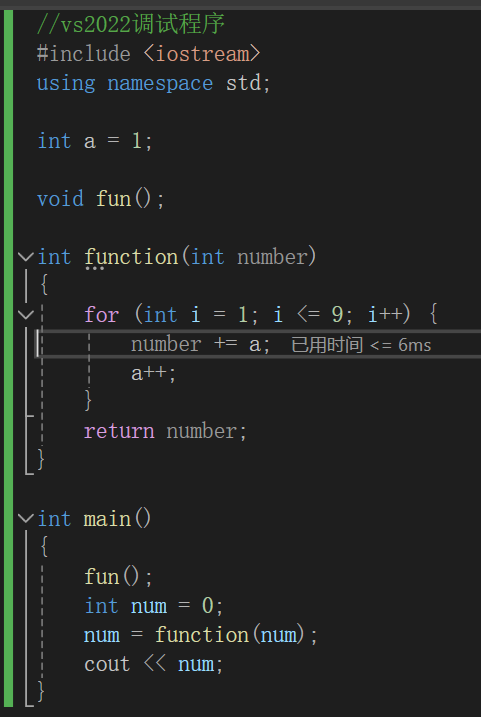 //vs2022调试程序
#include <iostream>
using namespace std;
int a = 1;
void fun();
int function(int number)
{
for (int i = 1; i <= 9; i++) {
number += a; 已用时间 <= 6ms
a++;
}
return number;
}
int main()
{
fun();
int num = 0;
num = function(num);
cout << num;
}